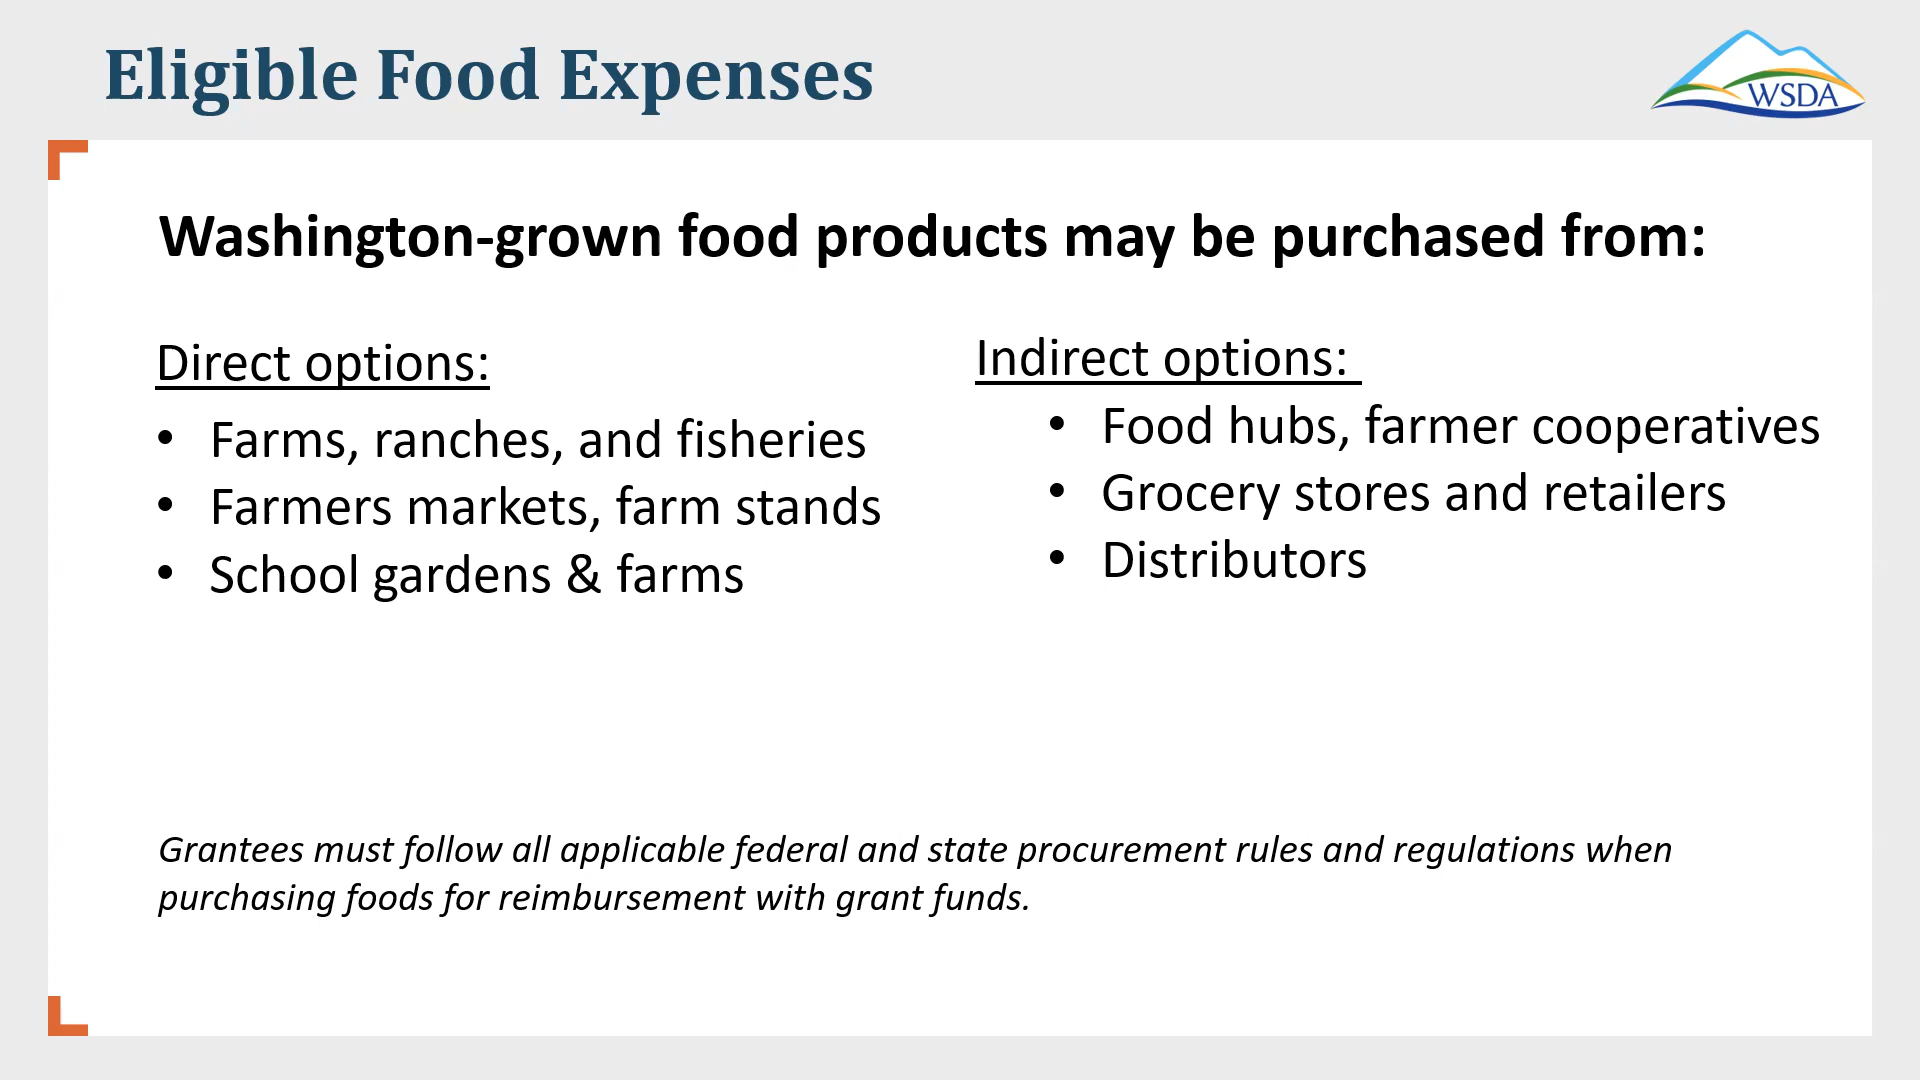 Eligible Food Expenses
WSDA
Washington-grown food products may be purchased from:
Direct options:
• Farms, ranches, and fisheries
• Farmers markets, farm stands
• School gardens & farms
Indirect options:
• Food hubs, farmer cooperatives
• Grocery stores and retailers
• Distributors
Grantees must follow all applicable federal and state procurement rules and regulations when
purchasing foods for reimbursement with grant funds.